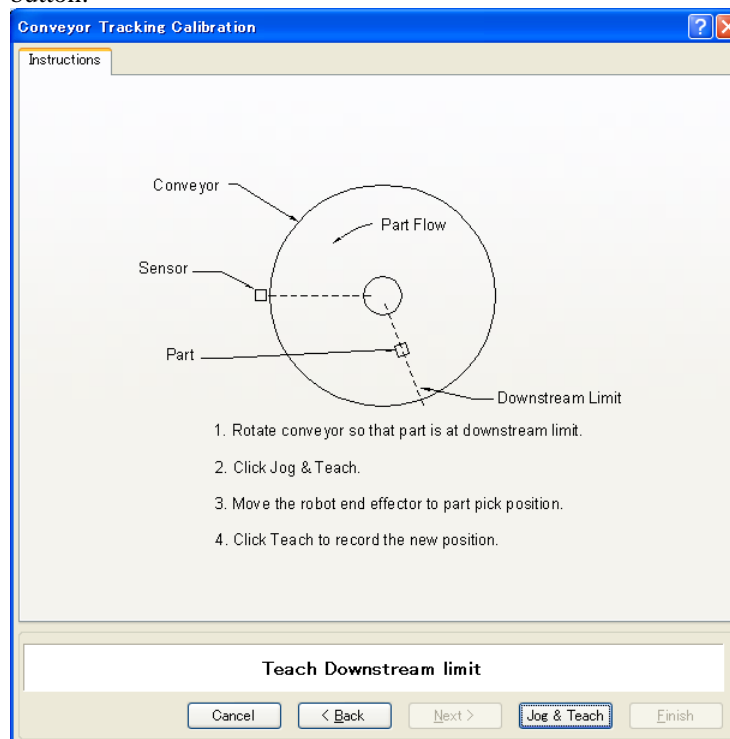 button.
Conveyor Tracking Calibration
Instructions
Conveyor
Part Flow
Sensor
Part
Downstream Limit
1. Rotate conveyor so that part is at downstream limit.
2. Click Jog & Teach.
3. Move the robot end effector to part pick position.
4. Click Teach to record the new position.
Teach Downstream limit
Cancel
< Back
Next >
Jog & Teach
Finish